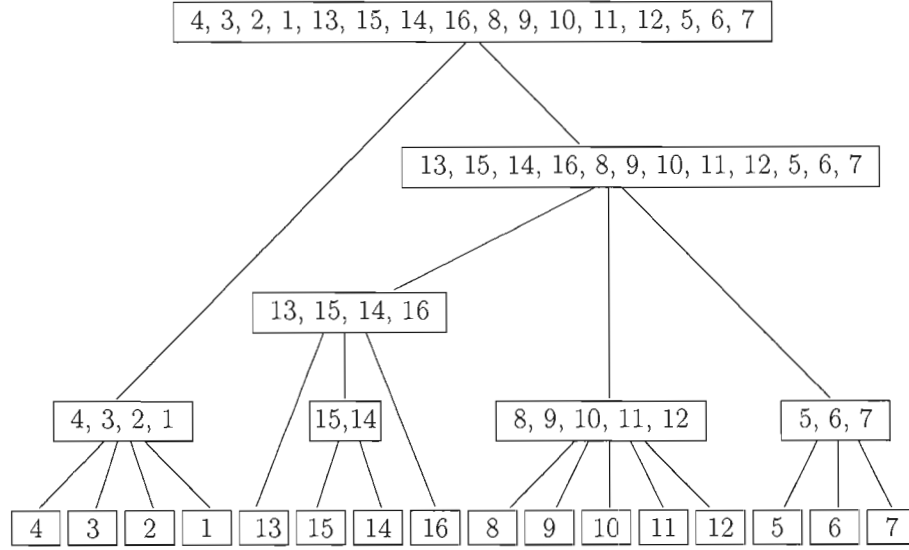 4, 3, 2, 1, 13, 15, 14, 16, 8, 9, 10, 11, 12, 5, 6, 7
13, 15, 14, 16, 8, 9, 10, 11, 12, 5, 6, 7
13, 15, 14, 16
4, 3, 2, 1
15,14
8, 9, 10, 11, 12
5, 6, 7
4
3
2
1
13
15
14
16
8
9
10
11
12
5
6
7